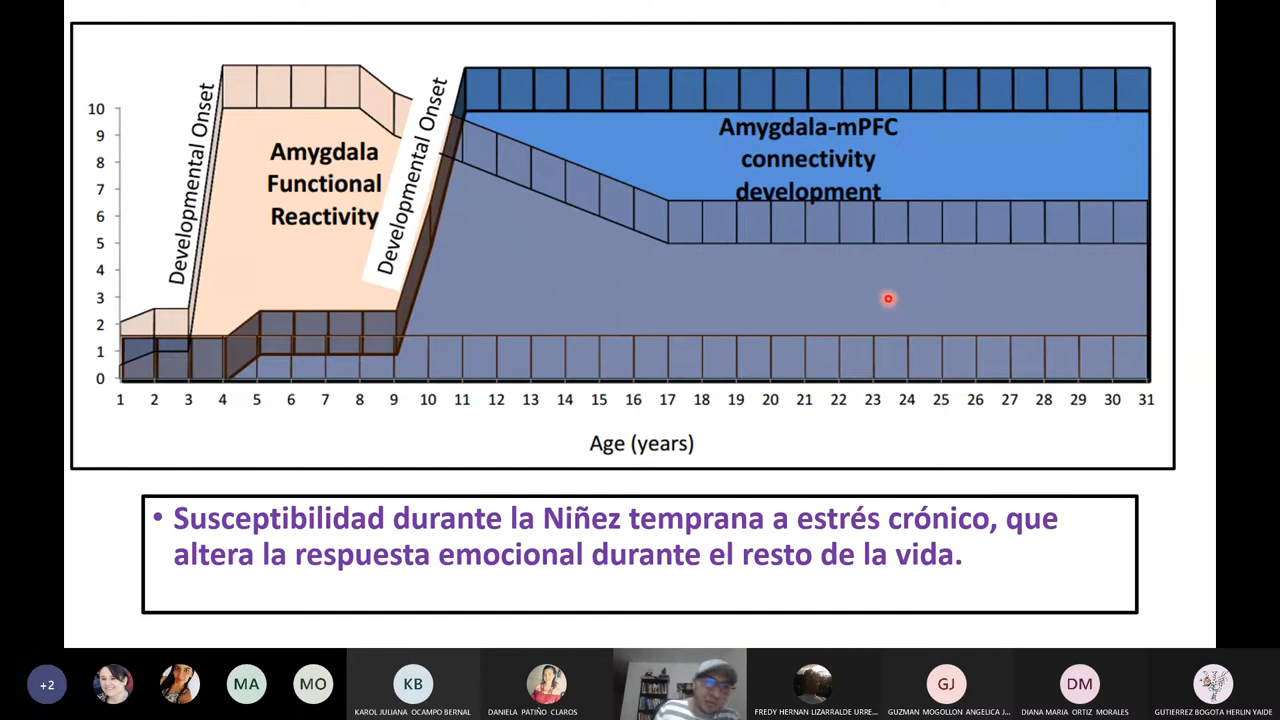 Developmental Onset
Developmental Onset
Amygdala
Functional
Reactivity
Amygdala-mPFC
connectivity
development
10
9
8
7
6
5
4
3
2
1
0
1 2 3 4 5 6 7 8 9 10 11 12 13 14 15 16 17 18 19 20 21 22 23 24 25 26 27 28 29 30 31
Age (years)
• Susceptibilidad durante la Niñez temprana a estrés crónico, que
altera la respuesta emocional durante el resto de la vida.
+2
MA
MO
KB
GJ
DM
KAROL JULIANA OCAMPO BERNAL
DANIELA PATIÑO CLAROS
FREDY HERNAN LIZARRALDE URRE...
GUZMAN MOGOLLON ANGELICA J...
DIANA MARIA ORTIZ MORALES
GUTIERREZ BOGOTA HERLIN YAIDE